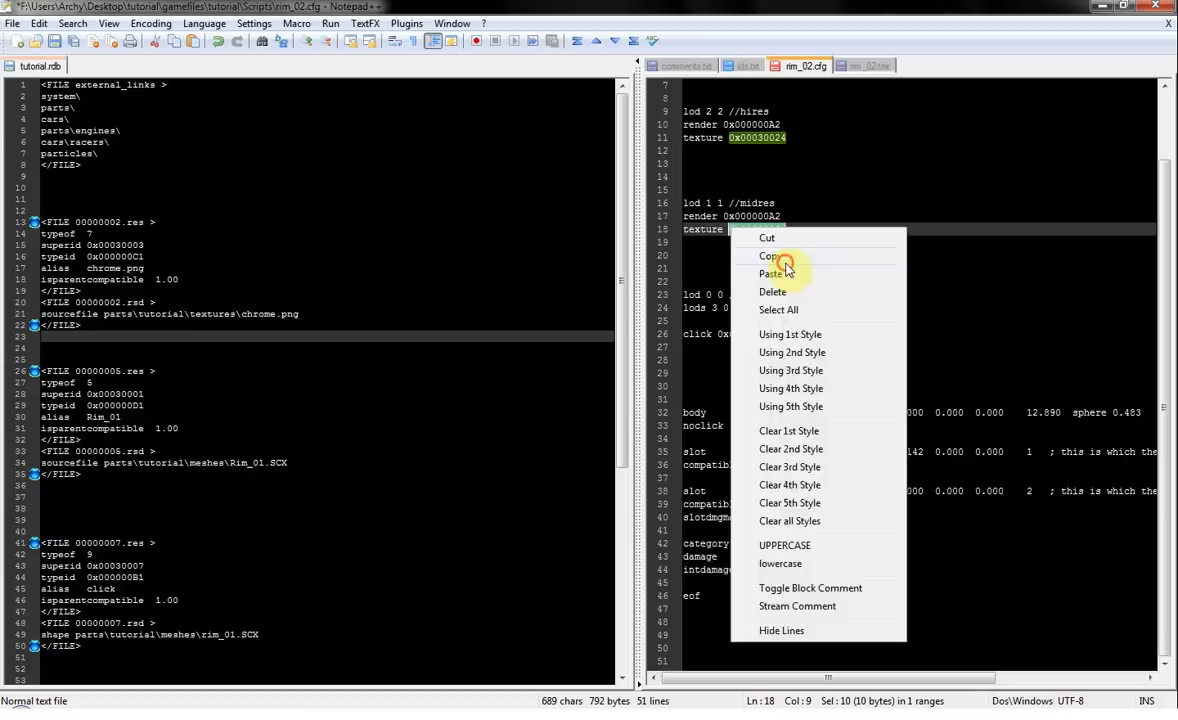 *F:\Users\Archy\Desktop\tutorial\gamefiles\tutorial\Scripts\rim_02.cfg - Notepad++
File Edit Search View Encoding Language Settings Macro Run TextFX Plugins Window ? X
tutorial.rdb
comments.txt ids.txt rim_02.cfg rim_02.tex
1 <FILE external_links >
2 system\
3 parts\
4 cars\
5 parts\engines\
6 cars\racers\
7 particles\
8 </FILE>
9
10
11
12
13 <FILE 00000002.res >
14 typeof 7
15 superid 0x00030003
16 typeid 0x000000C1
17 alias chrome.png
18 isparentcompatible 1.00
19 </FILE>
20 <FILE 00000002.rsd >
21 sourcefile parts\tutorial\textures\chrome.png
22 </FILE>
23
24
25
26 <FILE 00000005.res >
27 typeof 5
28 superid 0x00030001
29 typeid 0x000000D1
30 alias Rim_01
31 isparentcompatible 1.00
32 </FILE>
33 <FILE 00000005.rsd >
34 sourcefile parts\tutorial\meshes\Rim_01.SCX
35 </FILE>
36
37
38
39
40
41 <FILE 00000007.res >
42 typeof 9
43 superid 0x00030007
44 typeid 0x000000B1
45 alias click
46 isparentcompatible 1.00
47 </FILE>
48 <FILE 00000007.rsd >
49 shape parts\tutorial\meshes\rim_01.SCX
50 </FILE>
51
52
53
7
8
9 lod 2 2 //hires
10 render 0x000000A2
11 texture 0x00030024
12
13
14
15
16 lod 1 1 //midres
17 render 0x000000A2
18 texture
19
20
21
22
23 lod 0 0
24 lods 3 0
25
26 click
27
28
29
30
31
32 body 000 0.000 0.000 12.890 sphere 0.483
33 noclick
34
35 slot 142 0.000 0.000 1 ; this is which the
36 compatibl
37
38 slot 000 0.000 0.000 2 ; this is which the
39 compatibl
40 slotdmgm
41
42 category
43 damage
44 intdamag
45
46 eof
47
48
49
50
51
Cut
Copy
Paste
Delete
Select All
Using 1st Style
Using 2nd Style
Using 3rd Style
Using 4th Style
Using 5th Style
Clear 1st Style
Clear 2nd Style
Clear 3rd Style
Clear 4th Style
Clear 5th Style
Clear all Styles
UPPERCASE
lowercase
Toggle Block Comment
Stream Comment
Hide Lines
Normal text file 689 chars 792 bytes 51 lines Ln : 18 Col : 9 Sel : 10 (10 bytes) in 1 ranges Dos\Windows UTF-8 INS